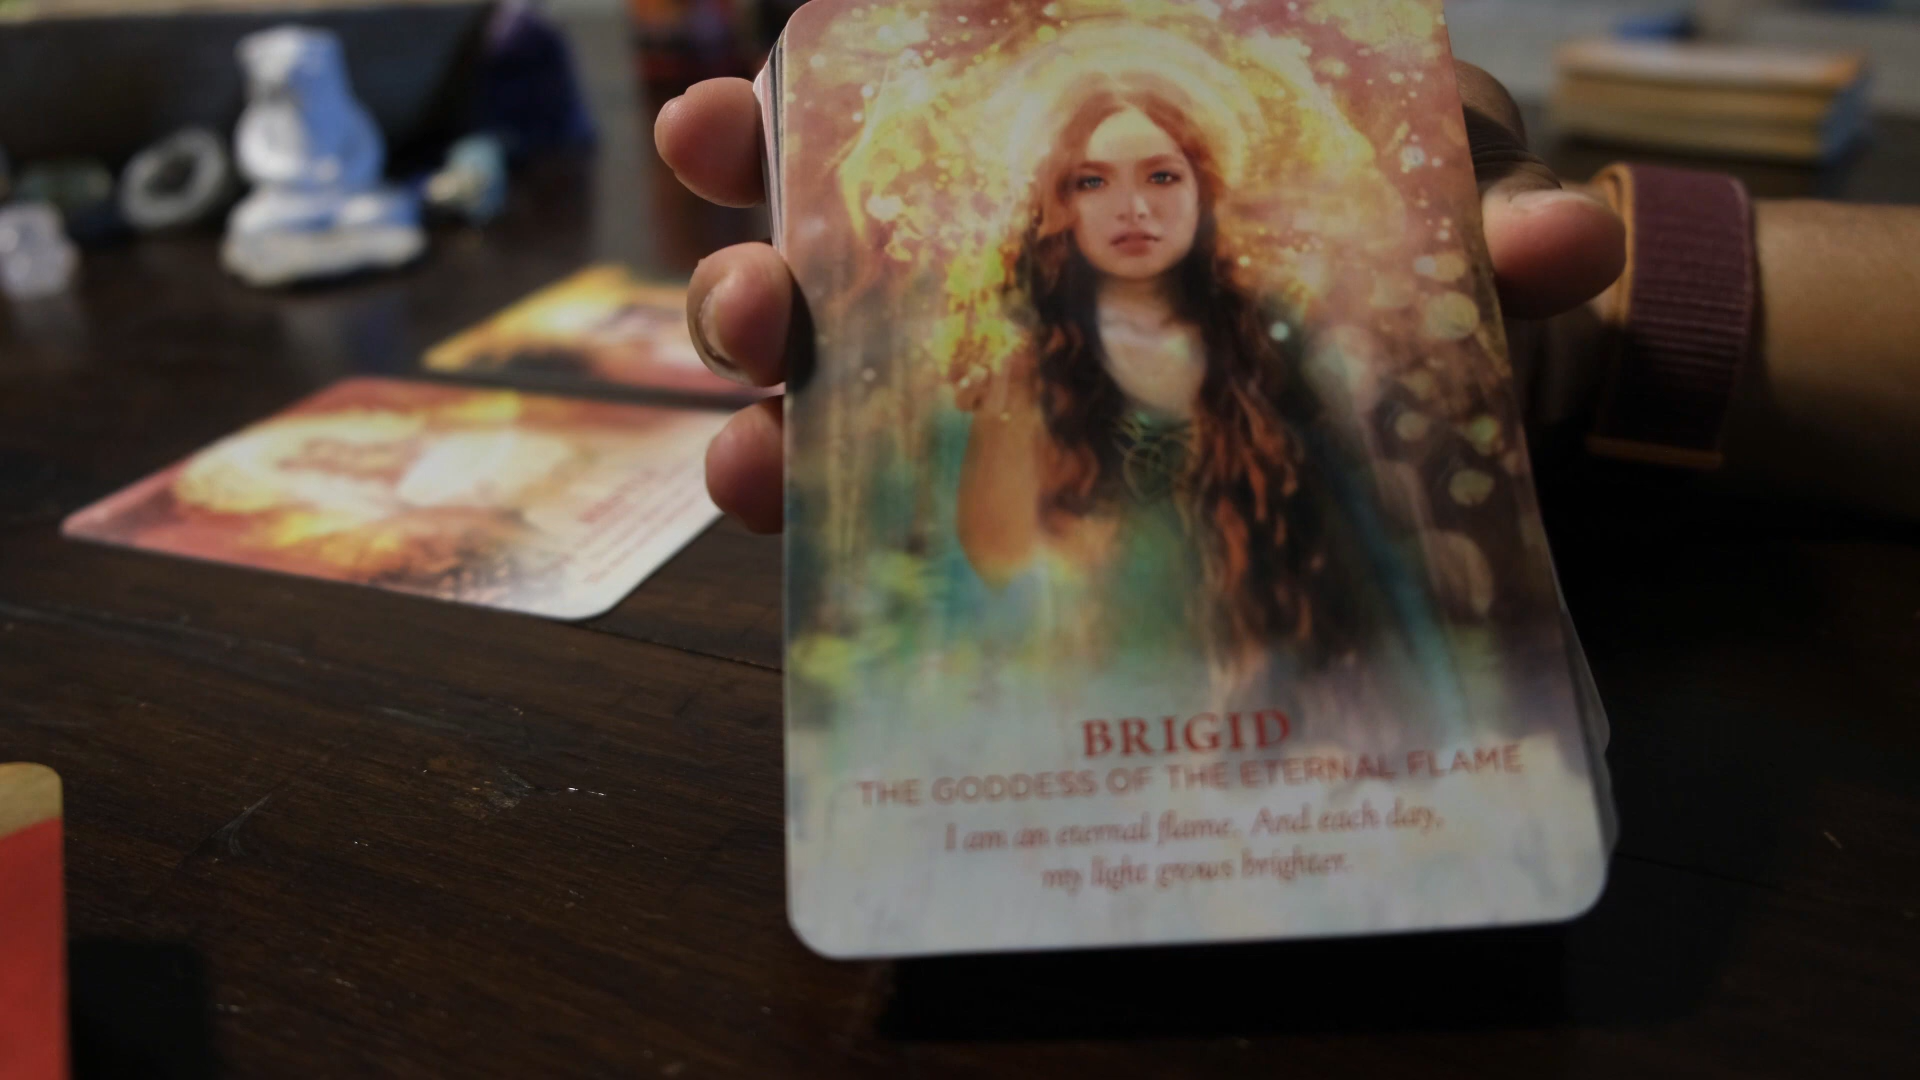 BRIGID
THE GODDESS OF THE ETERNAL FLAME
I am an eternal flame. And each day,
my light grows brighter.